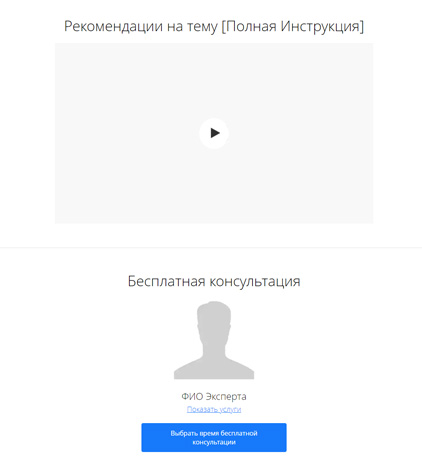 Рекомендации на тему [Полная Инструкция]
Бесплатная консультация
ФИО Эксперта
Показать услуги
Выбрать время бесплатной
консультации